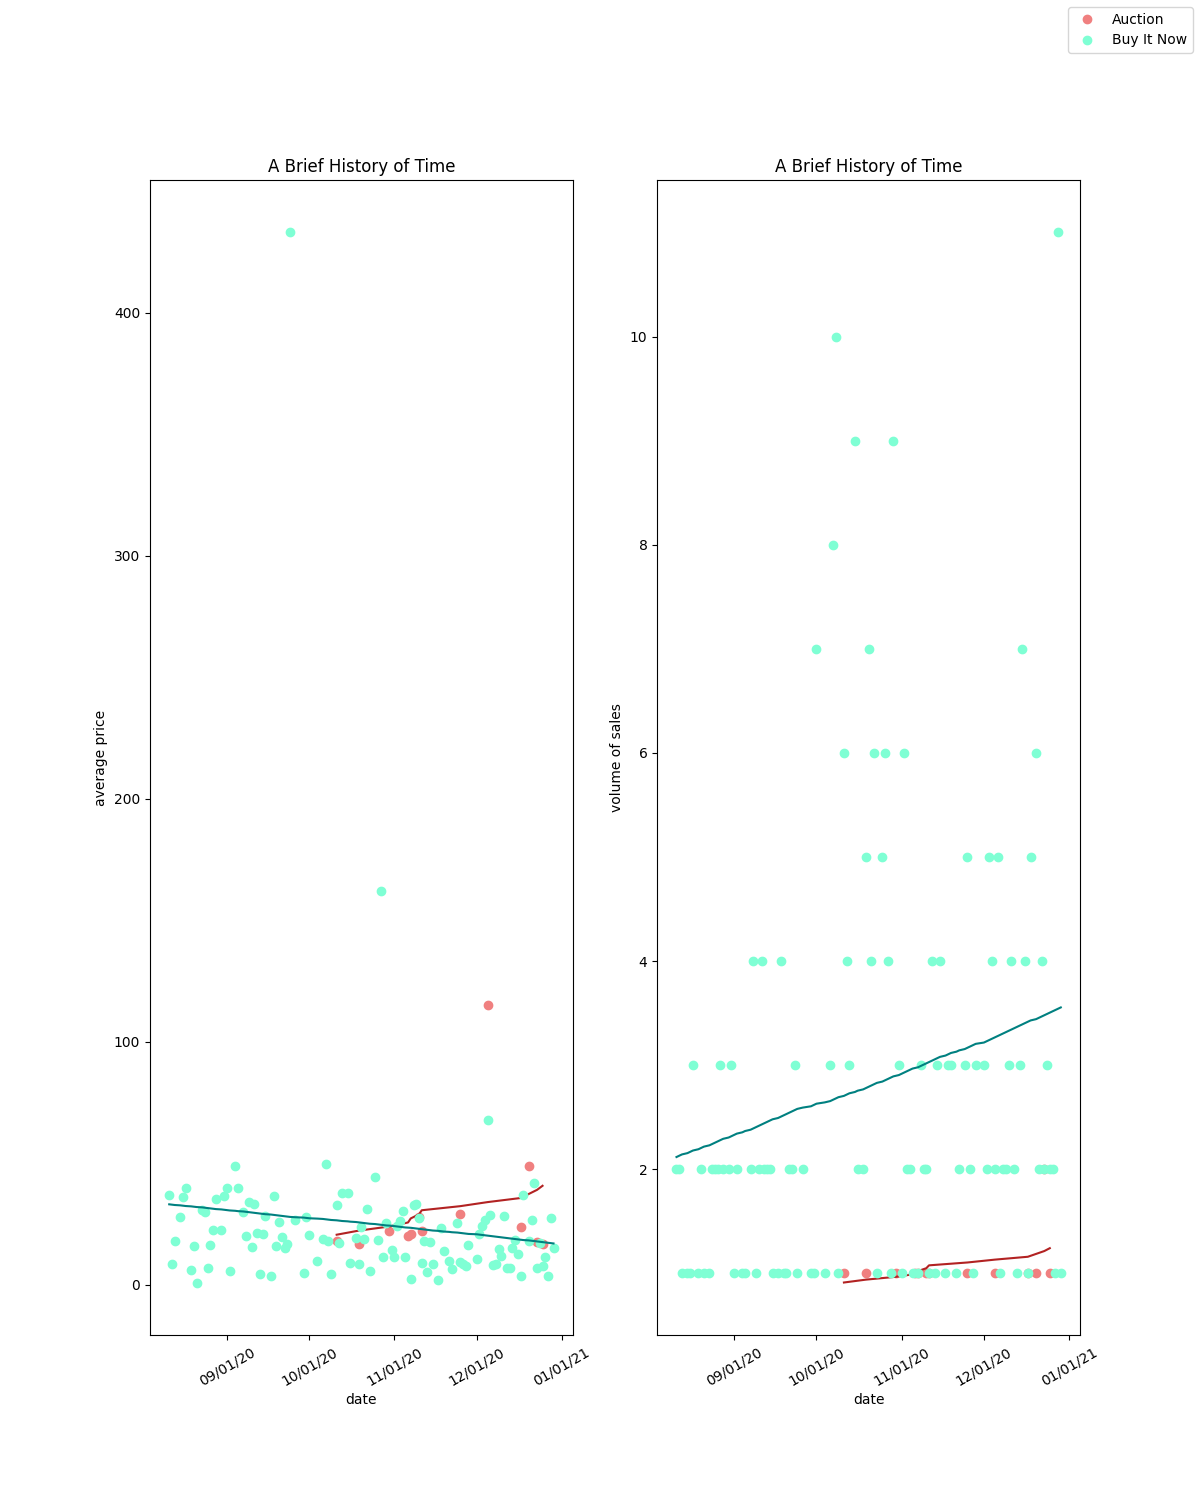 Auction
Buy It Now
A Brief History of Time
400
300
200
100
0
average price
09/01/20
10/01/20
11/01/20
12/01/20
01/01/21
date
A Brief History of Time
10
8
6
4
2
volume of sales
09/01/20
10/01/20
11/01/20
12/01/20
01/01/21
date